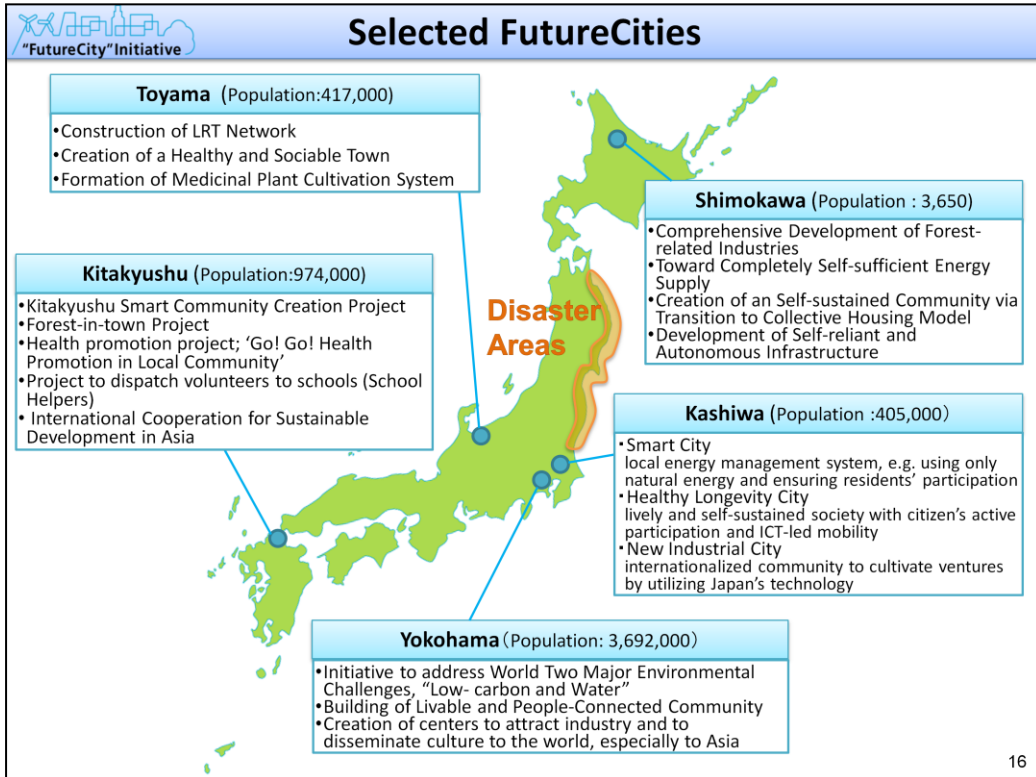 "FutureCity"Initiative
Selected FutureCities
Toyama (Population:417,000)
•Construction of LRT Network
•Creation of a Healthy and Sociable Town
•Formation of Medicinal Plant Cultivation System
Shimokawa (Population : 3,650)
•Comprehensive Development of Forest-
related Industries
•Toward Completely Self-sufficient Energy
Supply
•Creation of an Self-sustained Community via
Transition to Collective Housing Model
•Development of Self-reliant and
Autonomous Infrastructure
Kitakyushu (Population:974,000)
•Kitakyushu Smart Community Creation Project
•Forest-in-town Project
•Health promotion project; ‘Go! Go! Health
Promotion in Local Community’
•Project to dispatch volunteers to schools (School
Helpers)
• International Cooperation for Sustainable
Development in Asia
Disaster
Areas
Kashiwa (Population :405,000）
・Smart City
local energy management system, e.g. using only
natural energy and ensuring residents’ participation
・Healthy Longevity City
lively and self-sustained society with citizen’s active
participation and ICT-led mobility
・New Industrial City
internationalized community to cultivate ventures
by utilizing Japan’s technology
Yokohama（Population: 3,692,000）
•Initiative to address World Two Major Environmental
Challenges, “Low- carbon and Water”
•Building of Livable and People-Connected Community
•Creation of centers to attract industry and to
disseminate culture to the world, especially to Asia
16